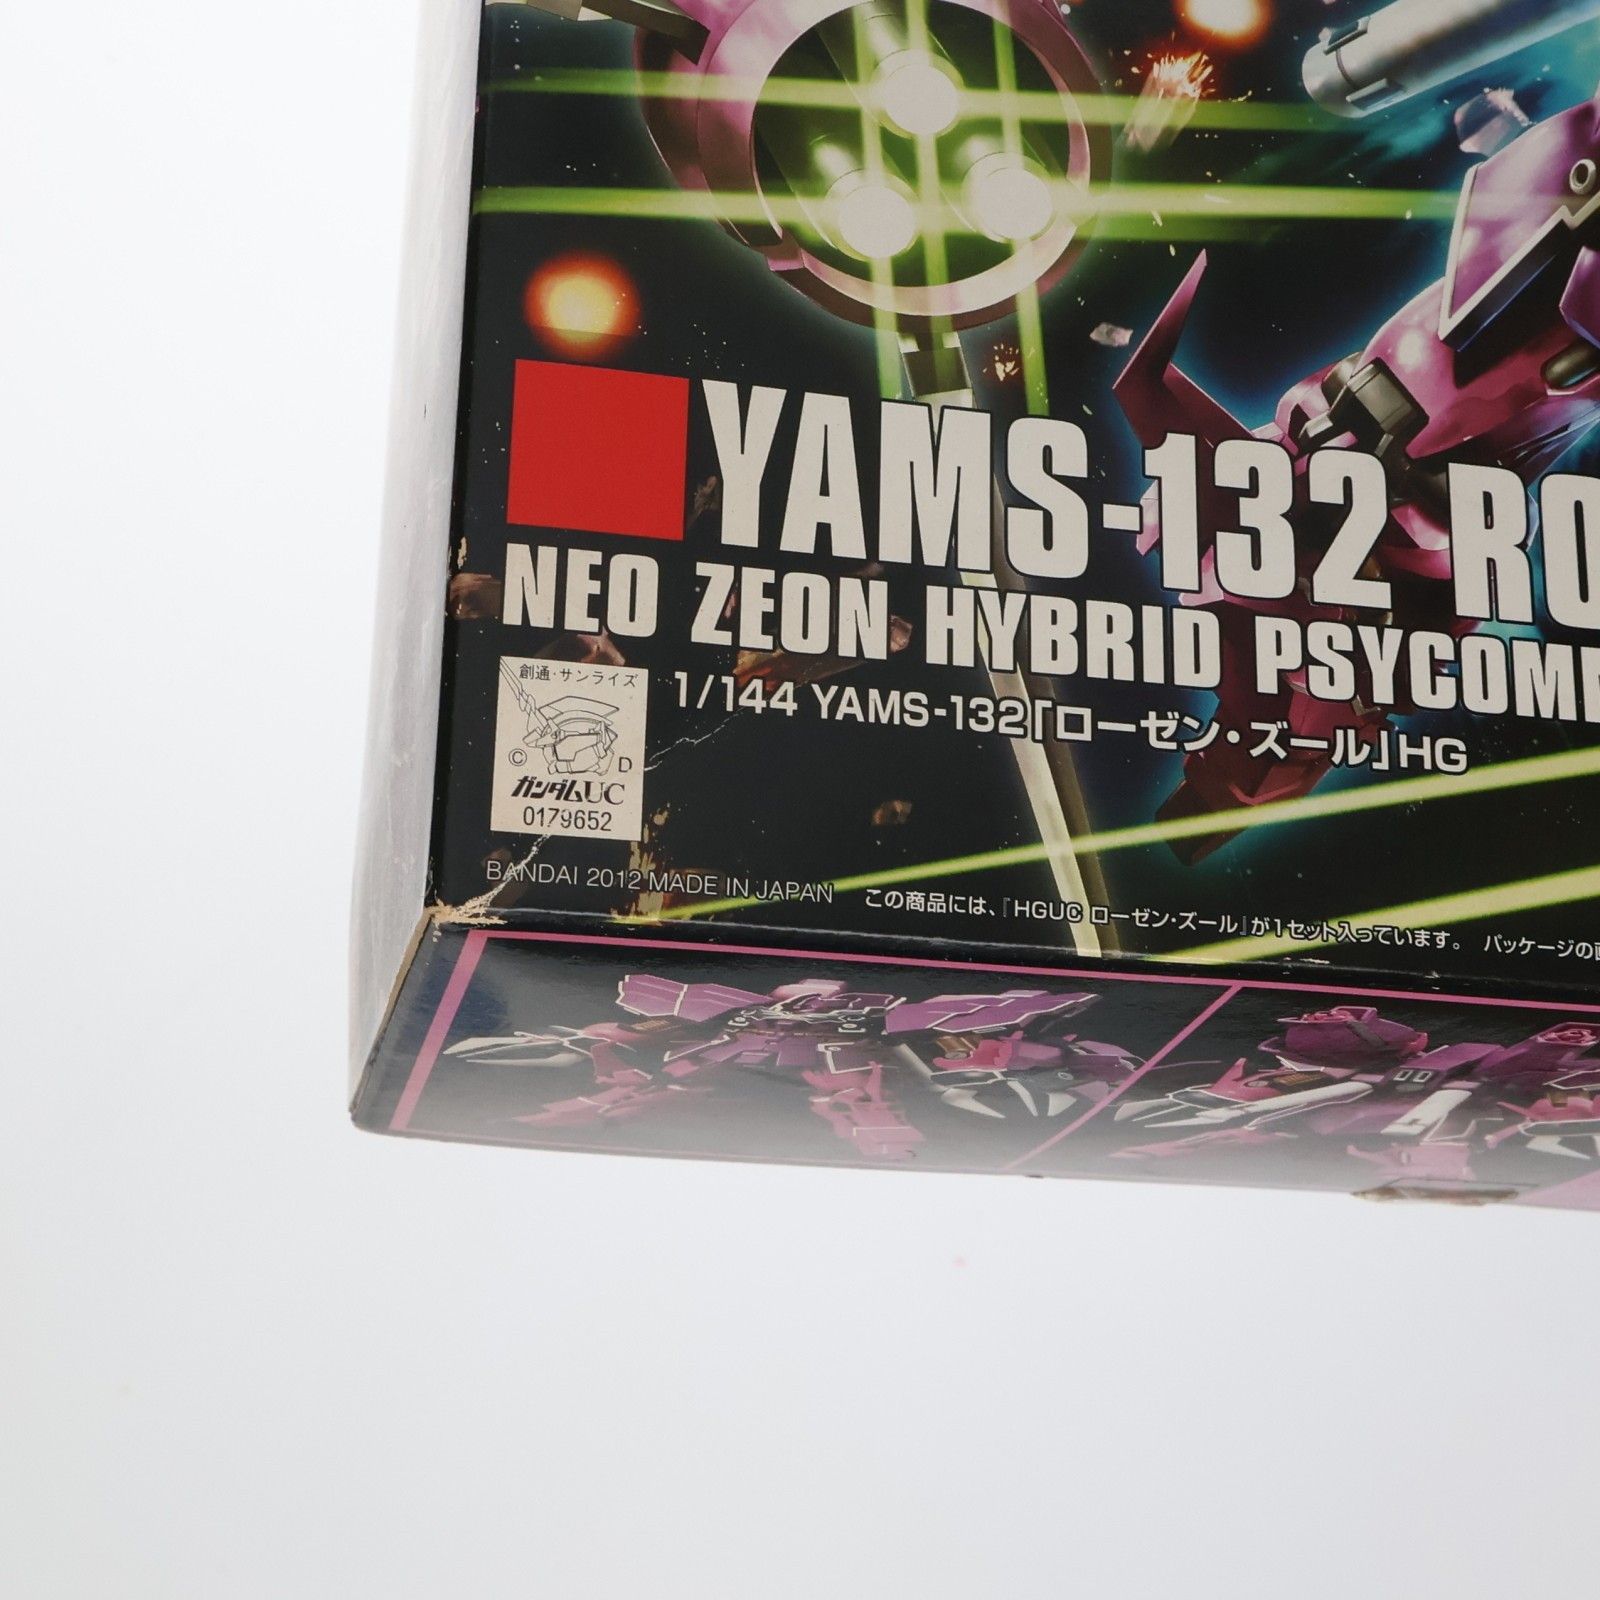 YAMS-132 RO
NEO ZEON HYBRID PSYCOM
1/144 YAMS-132「ローゼン・ズール」HG
創通・サンライズ
© D
ガンダムUC
0179652
BANDAI 2012 MADE IN JAPAN
この商品には、『HGUC ローゼン・ズール』が1セット入っています。 パッケージの